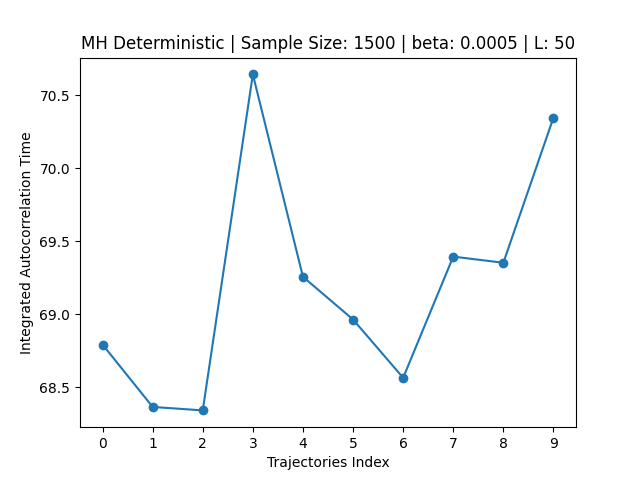 MH Deterministic | Sample Size: 1500 | beta: 0.0005 | L: 50
Integrated Autocorrelation Time
70.5
70.0
69.5
69.0
68.5
0 1 2 3 4 5 6 7 8 9
Trajectories Index